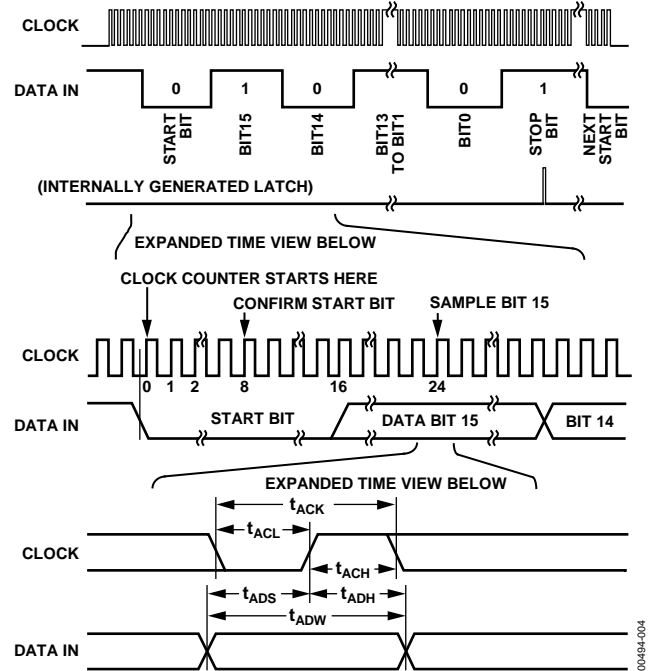 CLOCK
DATA IN
0 1 0 0 1
START BIT
BIT15
BIT14
BIT13 TO BIT1
BIT0
STOP BIT
NEXT START BIT
(INTERNALLY GENERATED LATCH)
EXPANDED TIME VIEW BELOW
CLOCK COUNTER STARTS HERE
CONFIRM START BIT
SAMPLE BIT 15
CLOCK
0 1 2 8 16 24
DATA IN
START BIT
DATA BIT 15
BIT 14
EXPANDED TIME VIEW BELOW
tACK
tACL
CLOCK
tACH
tADS
tADH
tADW
DATA IN
00494-004